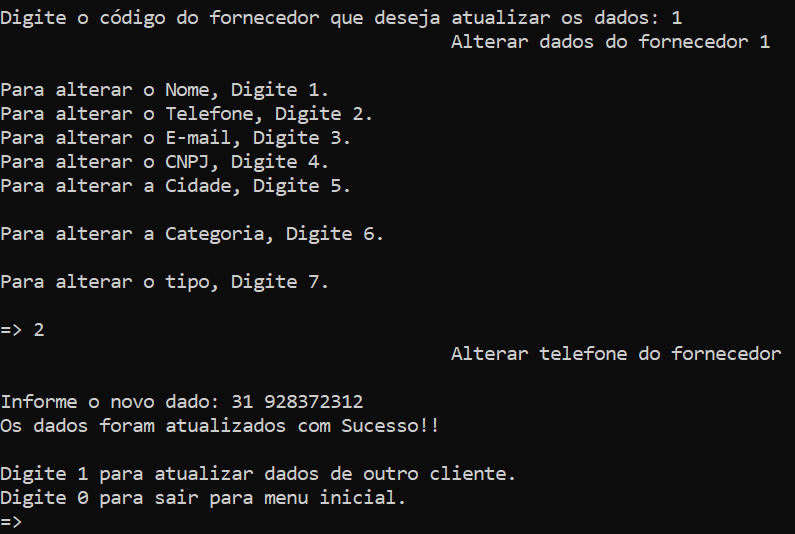 Digite o código do fornecedor que deseja atualizar os dados: 1
Alterar dados do fornecedor 1
Para alterar o Nome, Digite 1.
Para alterar o Telefone, Digite 2.
Para alterar o E-mail, Digite 3.
Para alterar o CNPJ, Digite 4.
Para alterar a Cidade, Digite 5.
Para alterar a Categoria, Digite 6.
Para alterar o tipo, Digite 7.
=> 2
Alterar telefone do fornecedor
Informe o novo dado: 31 928372312
Os dados foram atualizados com Sucesso!!
Digite 1 para atualizar dados de outro cliente.
Digite 0 para sair para menu inicial.
=>